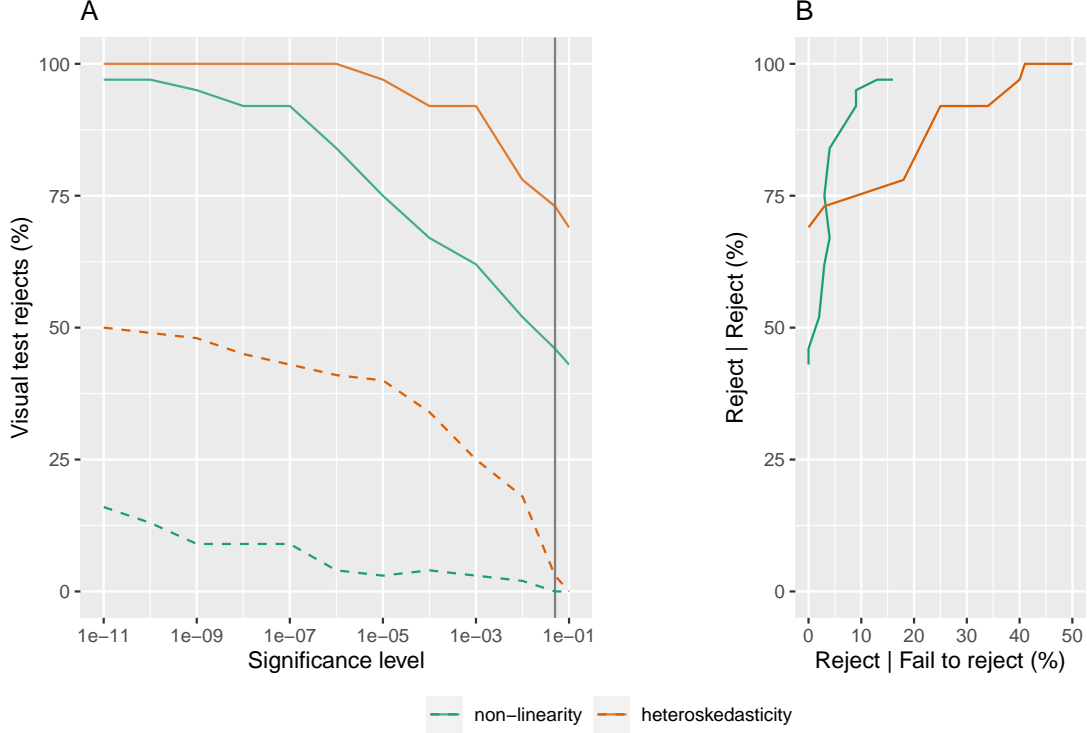 A
Visual test rejects (%)
100
75
50
25
0
1e−11 1e−09 1e−07 1e−05 1e−03 1e−01
Significance level
B
Reject | Reject (%)
100
75
50
25
0
0 10 20 30 40 50
Reject | Fail to reject (%)
non−linearity heteroskedasticity